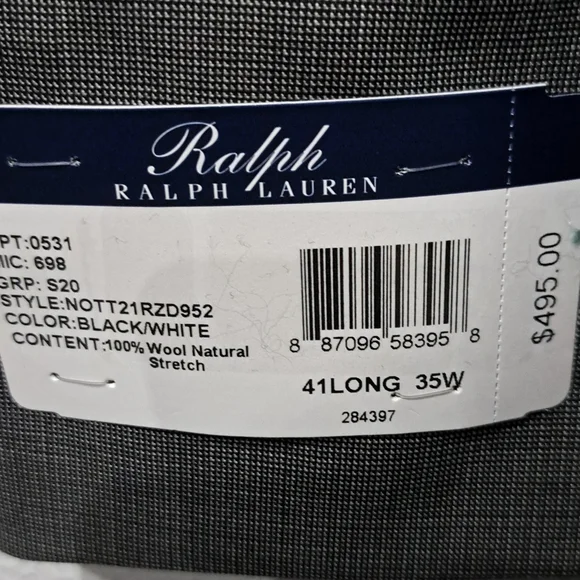 Ralph
RALPH LAUREN
PT:0531
MIC: 698
GRP: S20
STYLE:NOTT21RZD952
COLOR:BLACK/WHITE
CONTENT:100% Wool Natural
Stretch
8 87096 58395 8
41LONG 35W
284397
$495.00